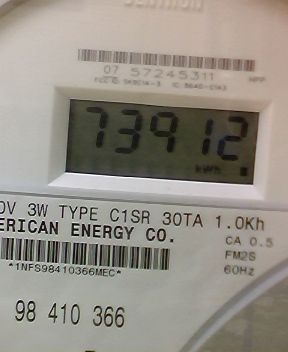 CENTRON
07 57245311
73912
kWh
0V 3W TYPE C1SR 30TA 1.0Kh
ERICAN ENERGY CO.
CA 0.5
FM2S
60Hz
*1NFS98410366MEC*
98 410 366